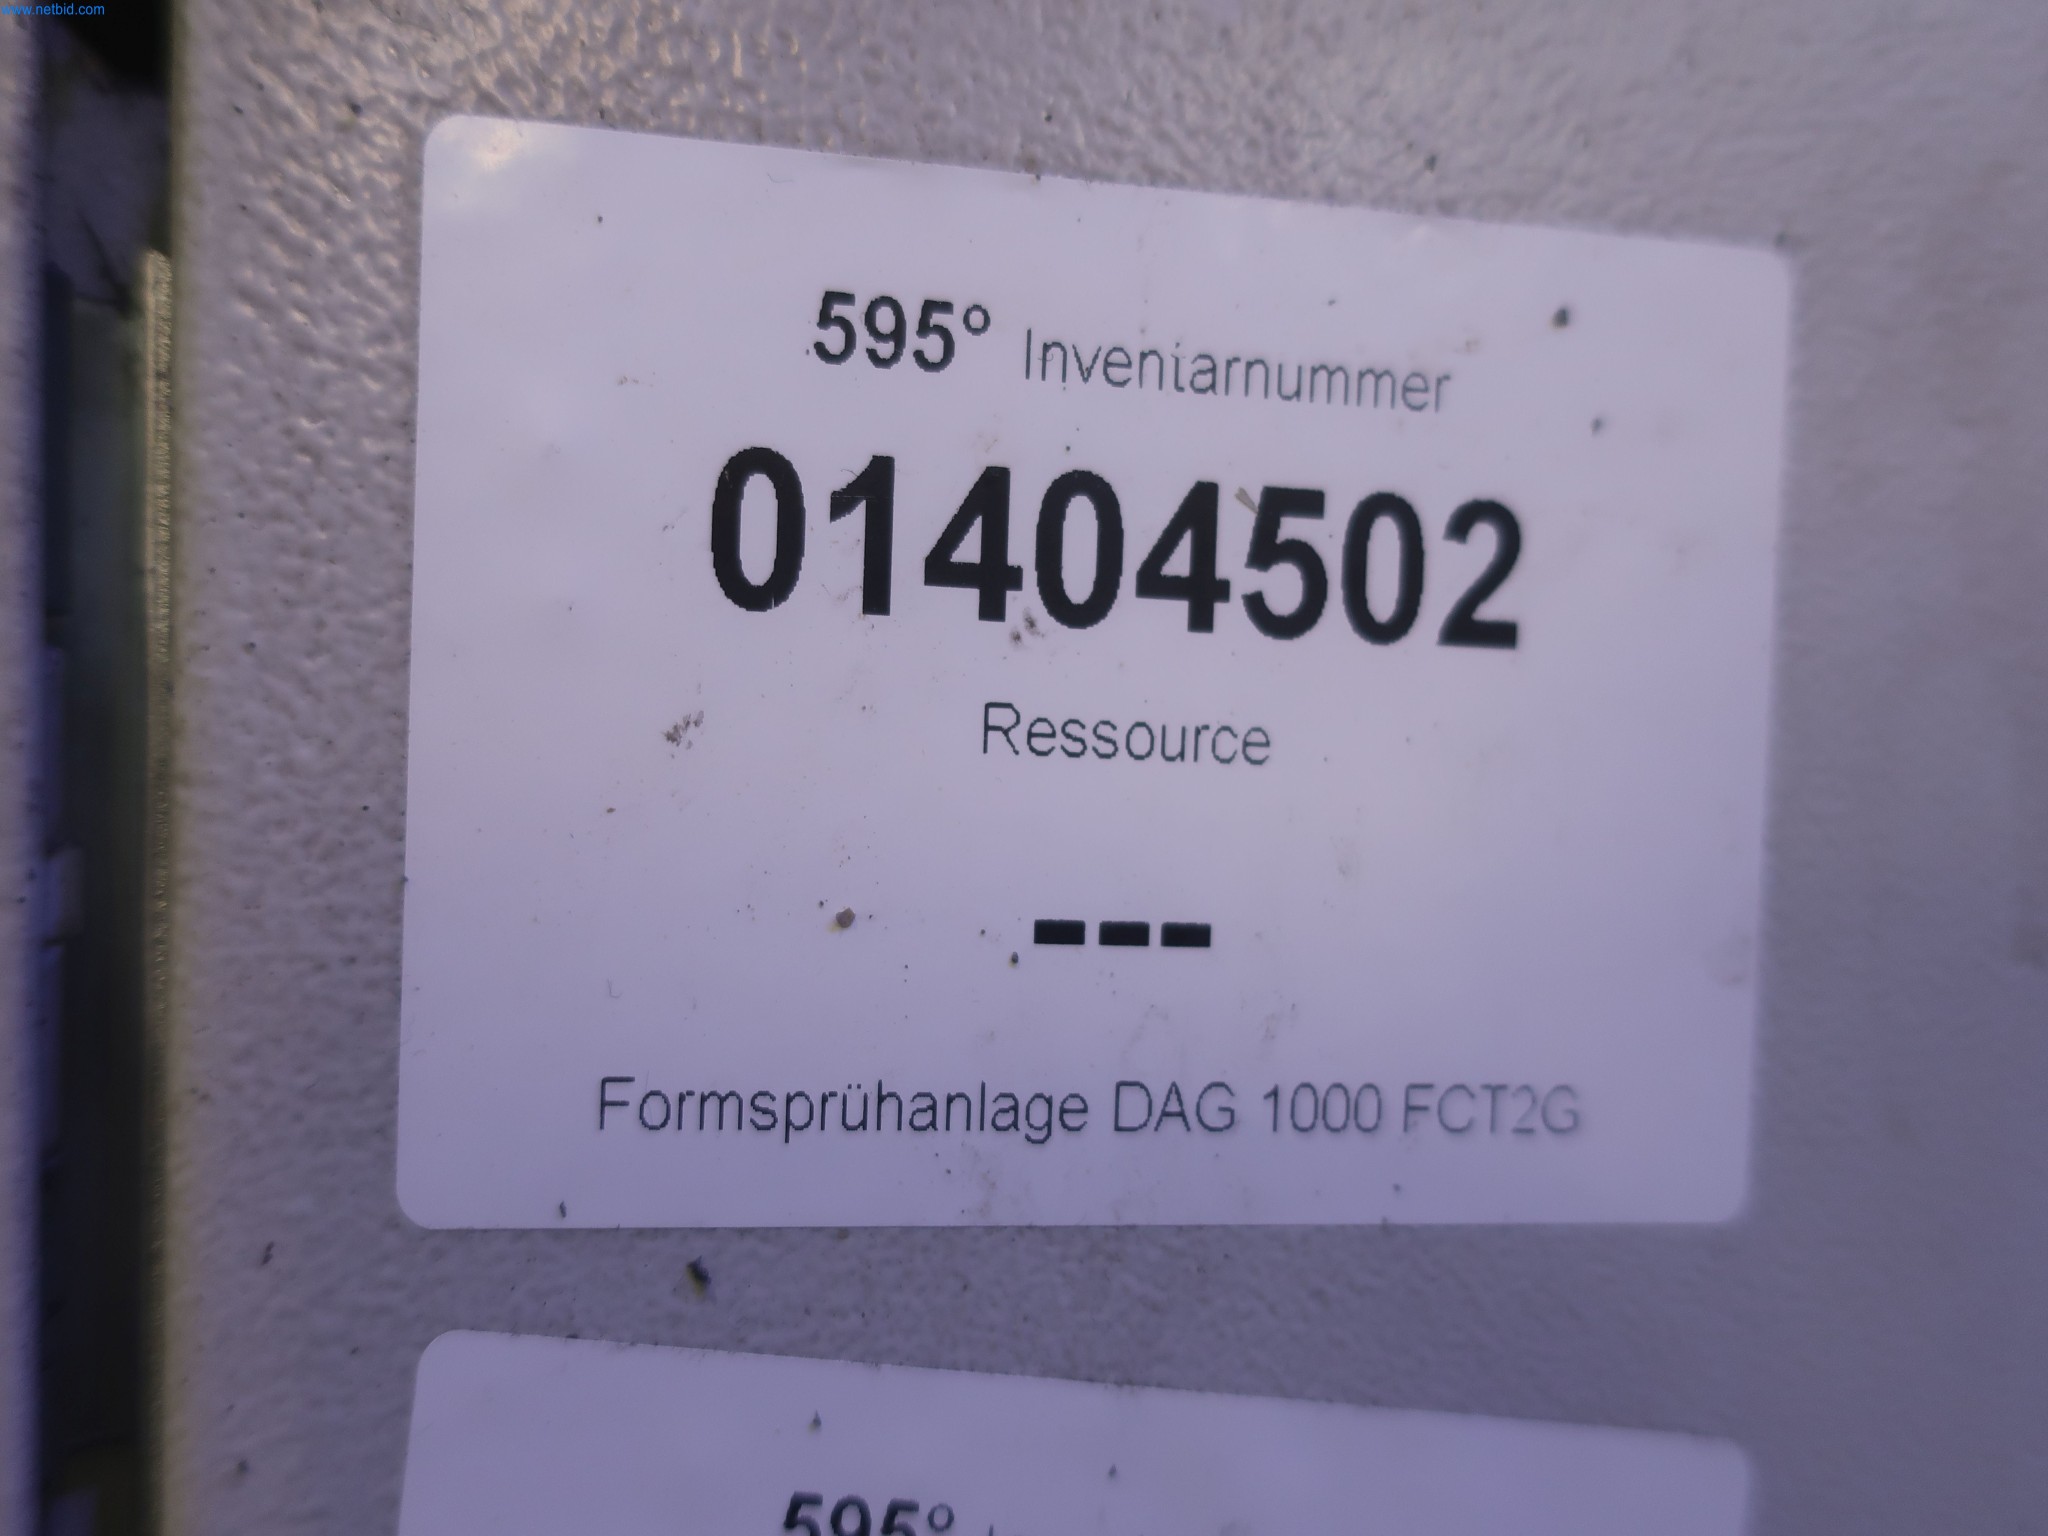 www.netbid.com
595° Inventarnummer
01404502
Ressource
---
Formsprühanlage DAG 1000 FCT2G
595°